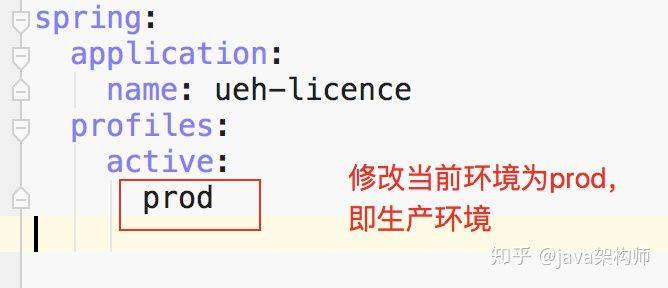 spring:
application:
name: ueh-licence
profiles:
active:
prod
修改当前环境为prod,
即生产环境
知乎 @java架构师